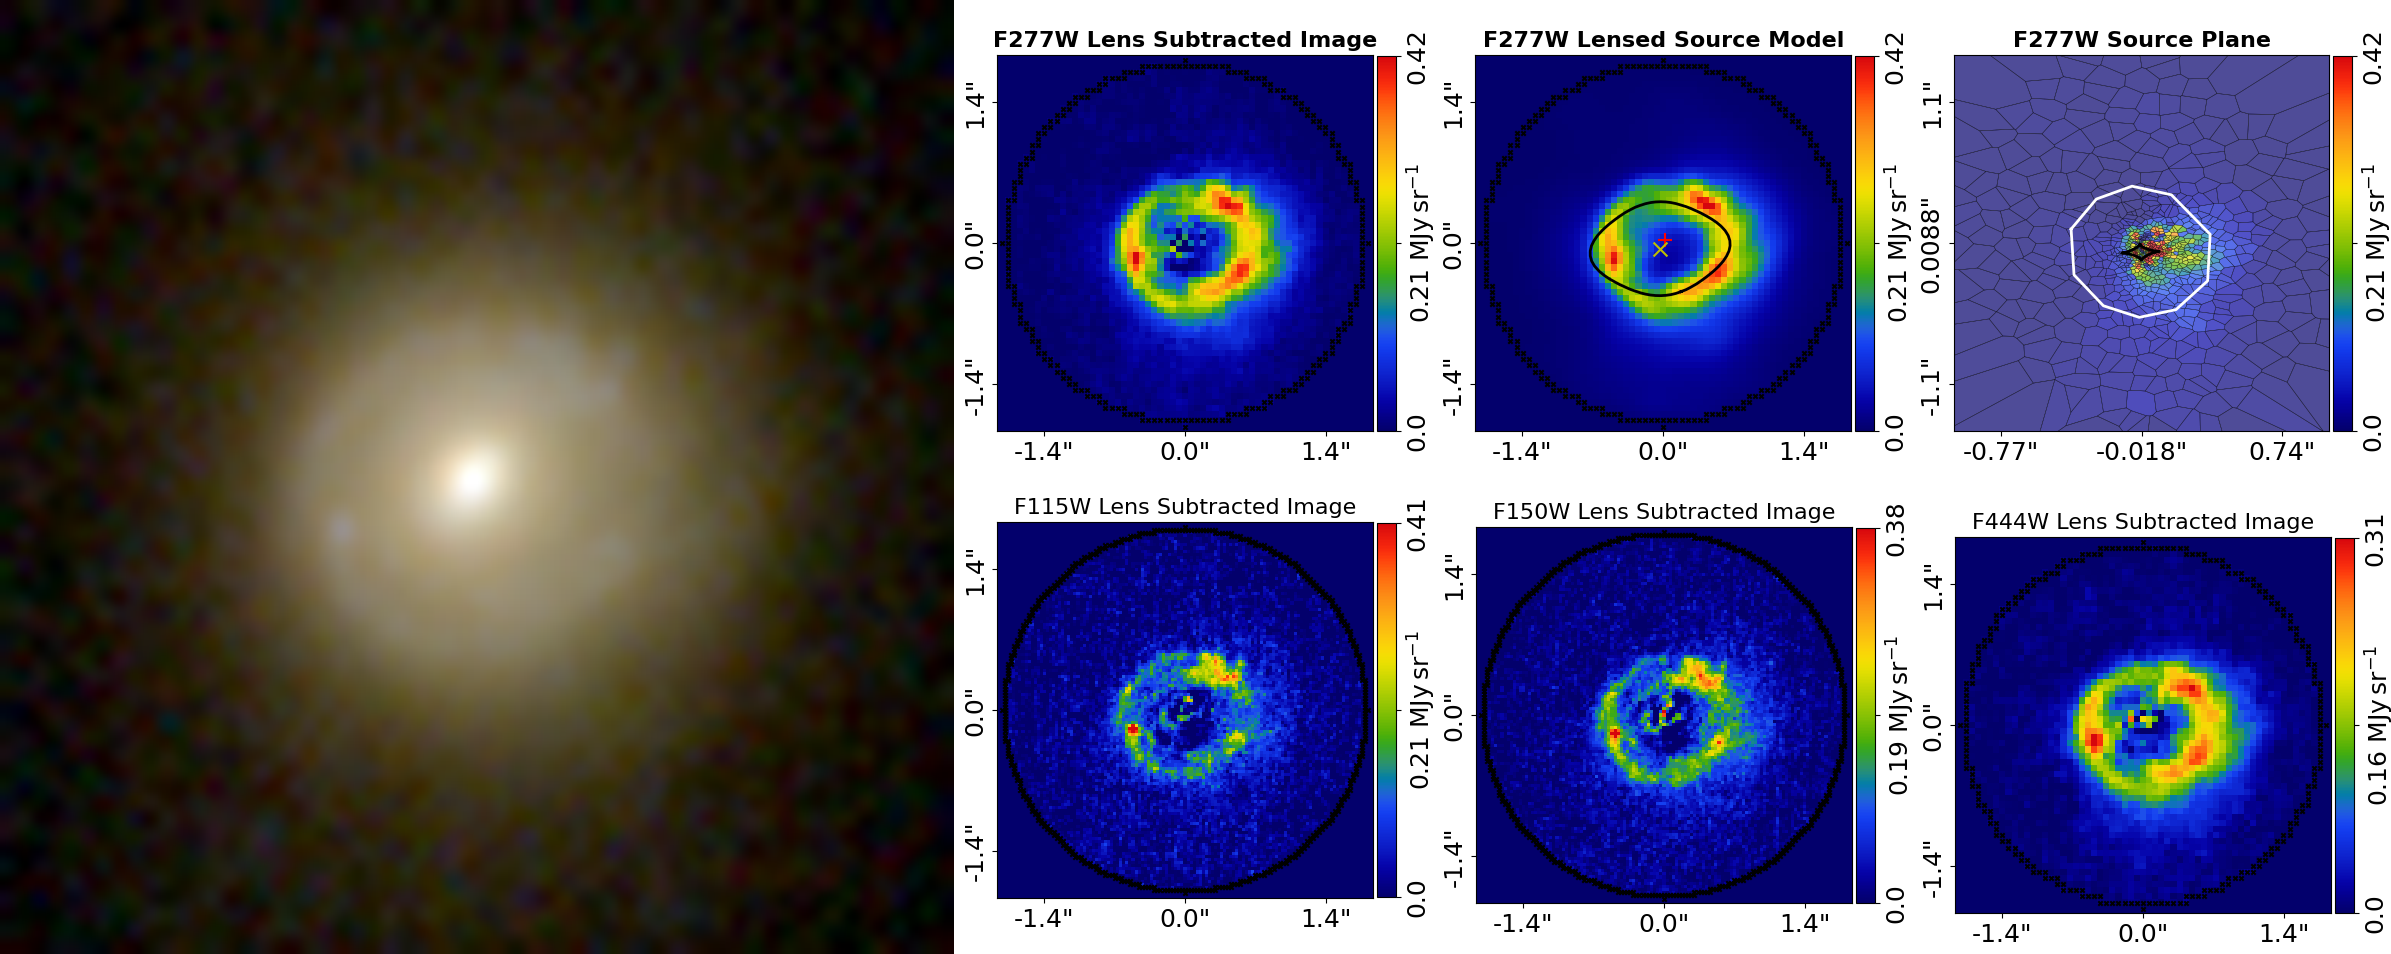 F277W Lens Subtracted Image
1.4"
0.0"
-1.4"
-1.4" 0.0" 1.4"
0.42
0.21 MJy sr⁻¹
0.0
F277W Lensed Source Model
1.4"
0.0"
-1.4"
-1.4" 0.0" 1.4"
0.42
0.21 MJy sr⁻¹
0.0
F277W Source Plane
1.1"
0.0088"
-1.1"
-0.77" -0.018" 0.74"
0.42
0.21 MJy sr⁻¹
0.0
F115W Lens Subtracted Image
1.4"
0.0"
-1.4"
-1.4" 0.0" 1.4"
0.41
0.21 MJy sr⁻¹
0.0
F150W Lens Subtracted Image
1.4"
0.0"
-1.4"
-1.4" 0.0" 1.4"
0.38
0.19 MJy sr⁻¹
0.0
F444W Lens Subtracted Image
1.4"
0.0"
-1.4"
-1.4" 0.0" 1.4"
0.31
0.16 MJy sr⁻¹
0.0